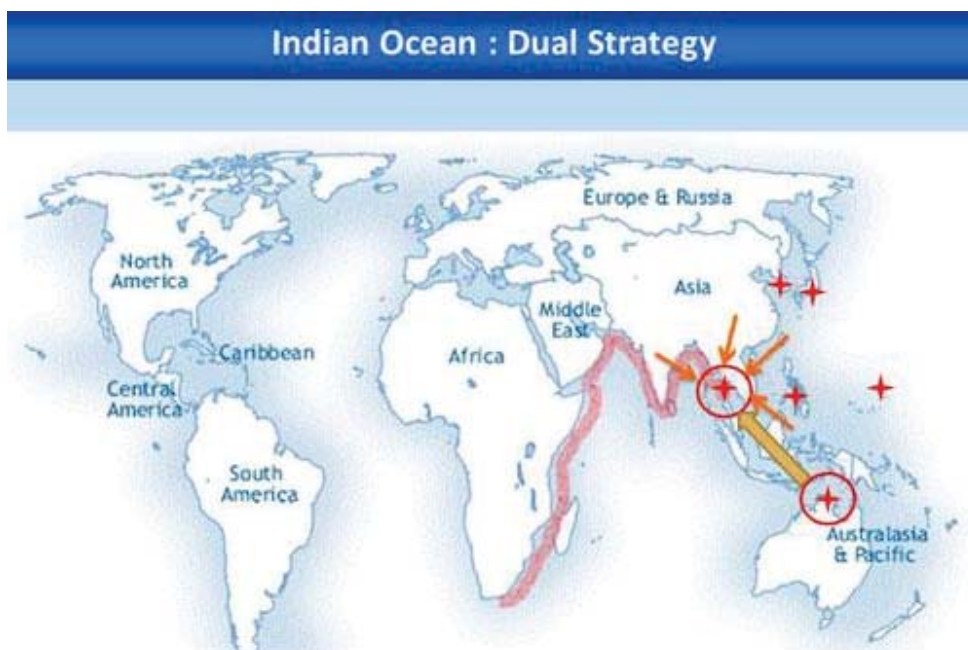 Indian Ocean : Dual Strategy
Europe & Russia
North
America
Asia
Middle
East
Caribbean
Africa
Central
America
South
America
Australasia
& Pacific